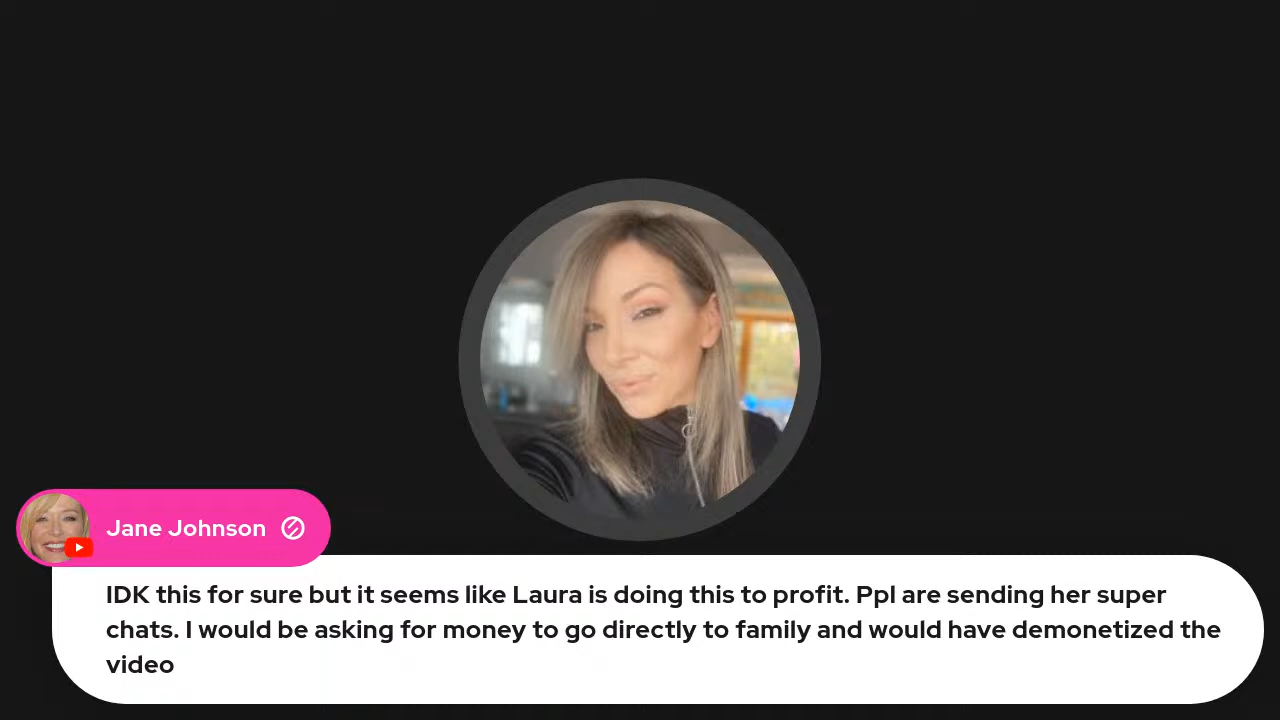 Jane Johnson
IDK this for sure but it seems like Laura is doing this to profit. Ppl are sending her super
chats. I would be asking for money to go directly to family and would have demonetized the
video